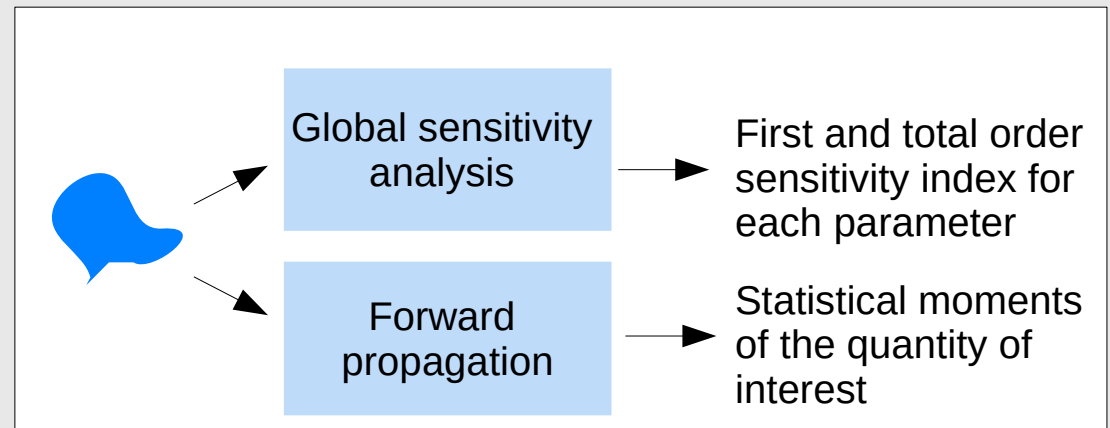 Global sensitivity
analysis
First and total order
sensitivity index for
each parameter
Forward
propagation
Statistical moments
of the quantity of
interest